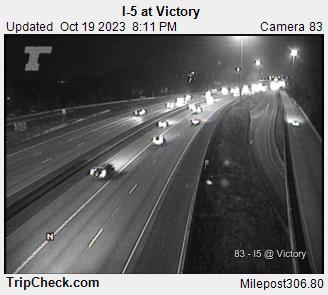 I-5 at Victory
Updated Oct 19 2023 8:11 PM Camera 83
T
N
83 - I5 @ Victory
TripCheck.com Milepost306.80